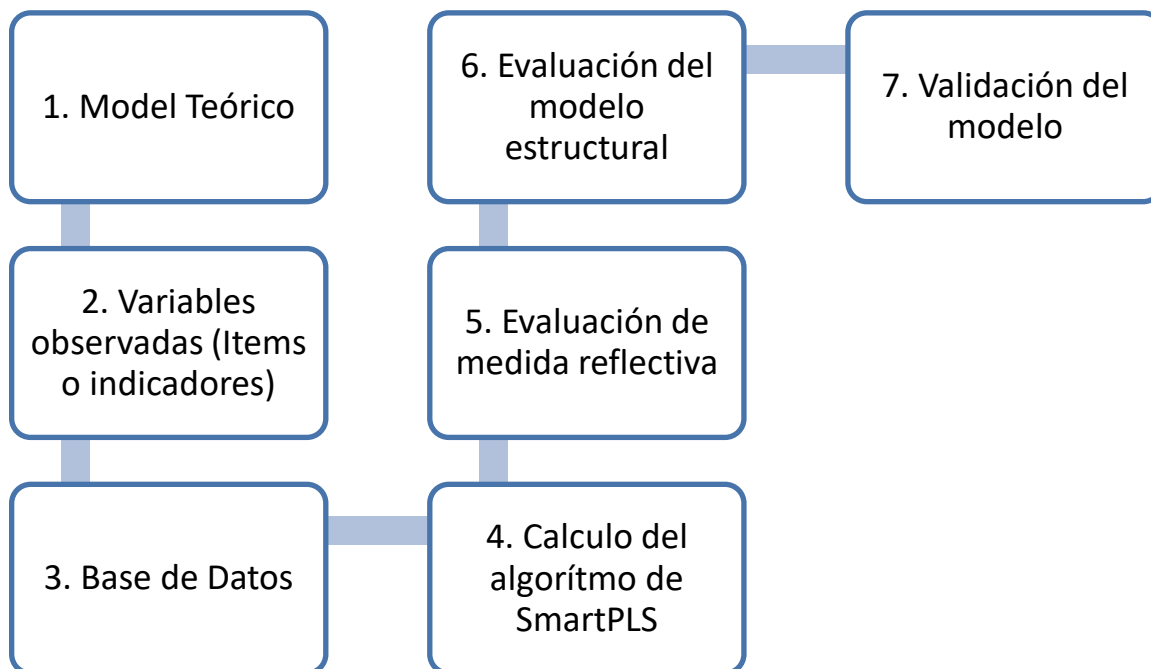 1. Model Teórico
2. Variables
observadas (Items
o indicadores)
3. Base de Datos
4. Calculo del
algorítmo de
SmartPLS
5. Evaluación de
medida reflectiva
6. Evaluación del
modelo
estructural
7. Validación del
modelo